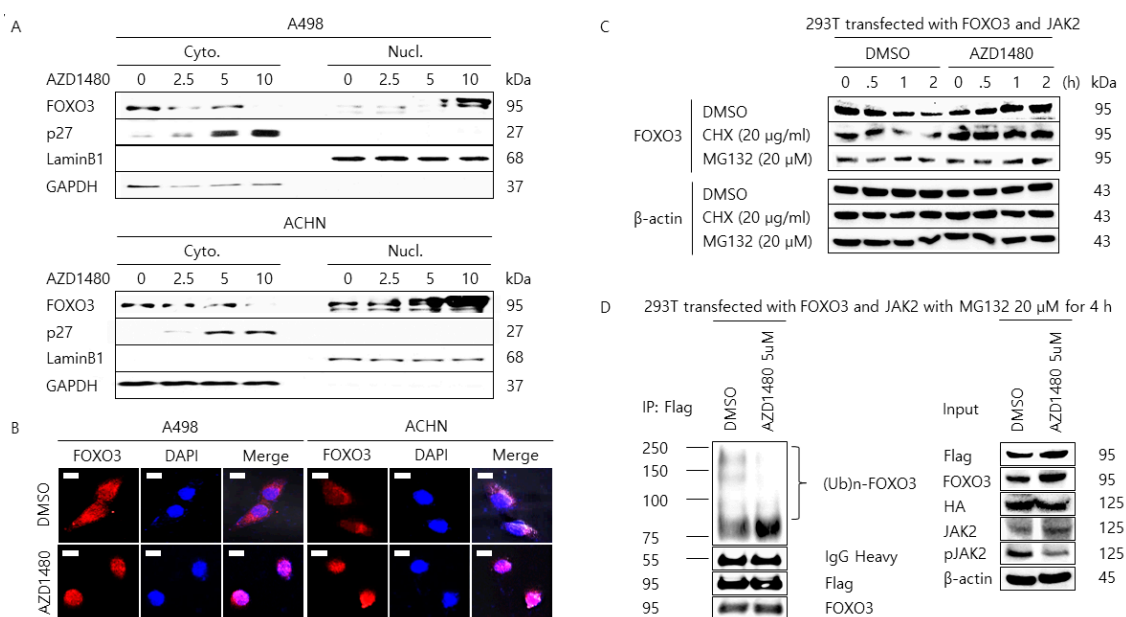 A
A498
Cyto. Nucl.
AZD1480 0 2.5 5 10 0 2.5 5 10 kDa
FOXO3 95
p27 27
LaminB1 68
GAPDH 37
ACHN
Cyto. Nucl.
AZD1480 0 2.5 5 10 0 2.5 5 10 kDa
FOXO3 95
p27 27
LaminB1 68
GAPDH 37
B
A498 ACHN
FOXO3 DAPI Merge FOXO3 DAPI Merge
DMSO
AZD1480
C
293T transfected with FOXO3 and JAK2
DMSO AZD1480
0 .5 1 2 0 .5 1 2 (h) kDa
FOXO3
DMSO 95
CHX (20 μg/ml) 95
MG132 (20 μM) 95
β-actin
DMSO 43
CHX (20 μg/ml) 43
MG132 (20 μM) 43
D
293T transfected with FOXO3 and JAK2 with MG132 20 μM for 4 h
IP: Flag
DMSO
AZD1480 5uM
250
150
100
75
(Ub)n-FOXO3
55 IgG Heavy
95 Flag
95 FOXO3
Input
DMSO
AZD1480 5uM
Flag 95
FOXO3 95
HA 125
JAK2 125
pJAK2 125
β-actin 45